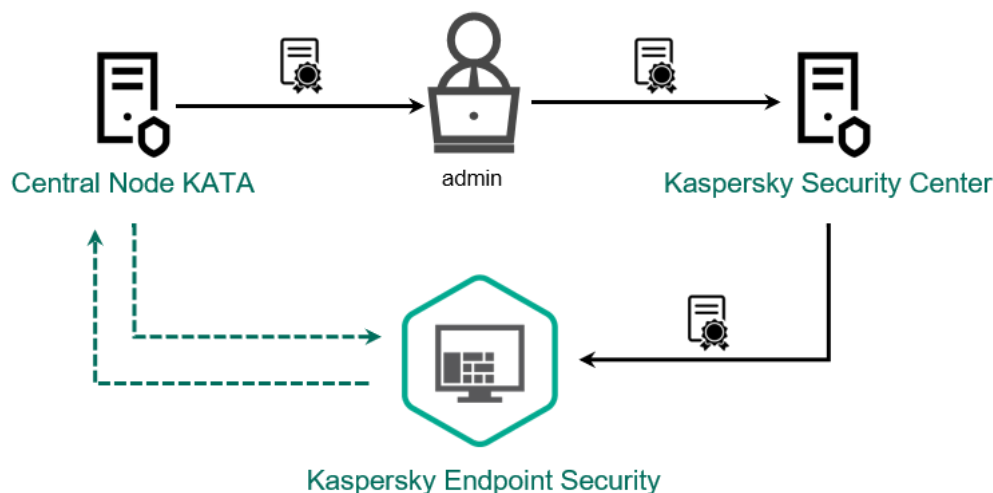 admin
Central Node KATA
Kaspersky Security Center
Kaspersky Endpoint Security